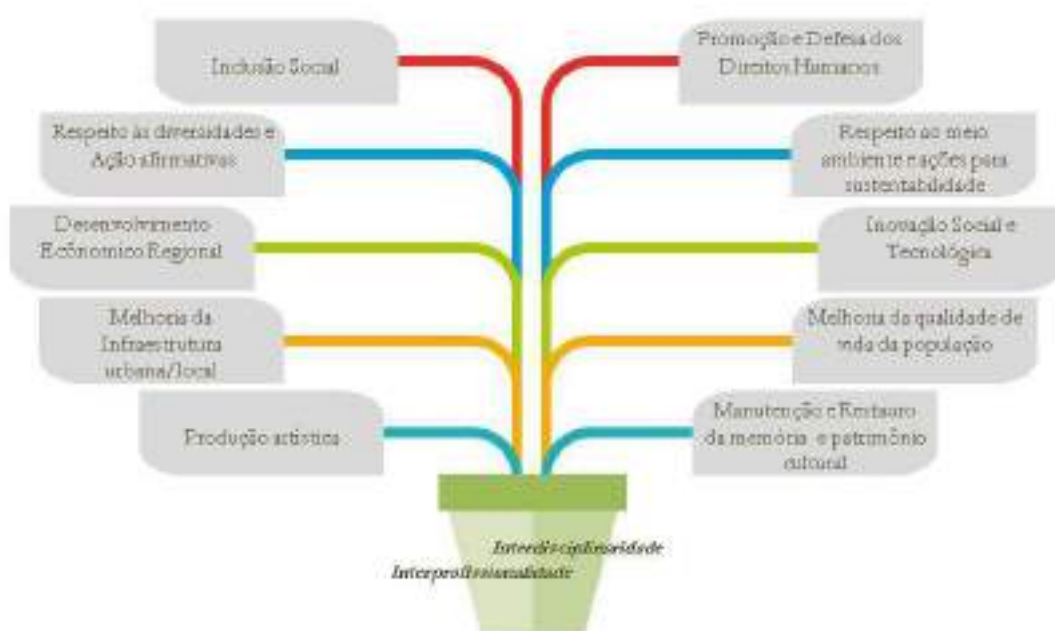 Inclusão Social
Promoção e Defesa dos
Direitos Humanos
Respeito às diversidades e
Ação afirmativas
Respeito ao meio
ambiente e ações para
sustentabilidade
Desenvolvimento
Ecônomico Regional
Inovação Social e
Tecnológica
Melhoria da
Infraestrutura
urbana/local
Melhoria da qualidade de
vida da população
Produção artística
Manutenção e Restauro
da memória e patrimônio
cultural
Interdisciplinaridade
Interprofissionalidade